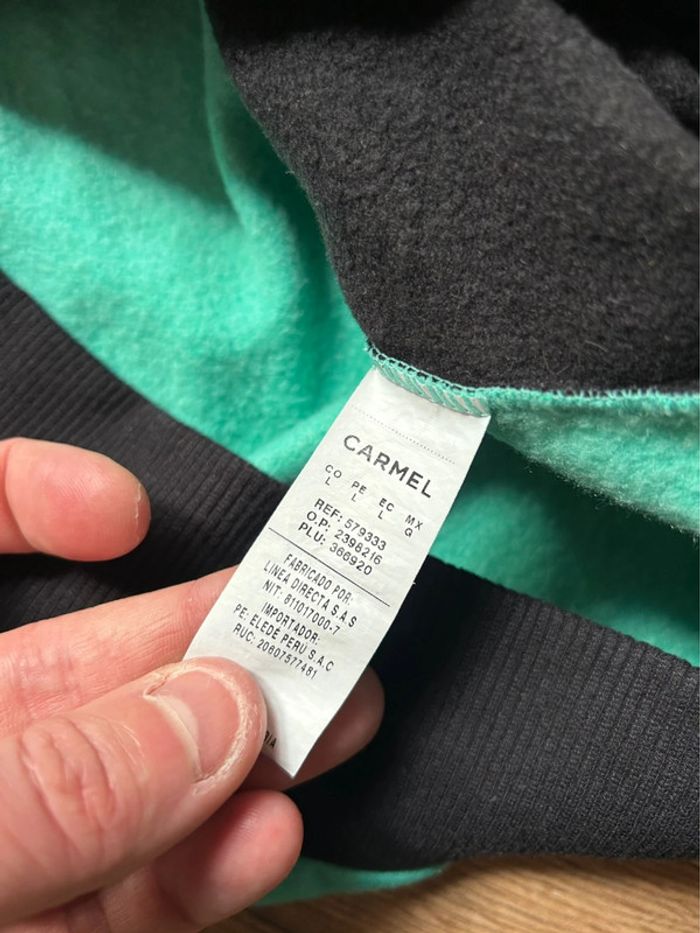 CARMEL
CO PE EC MX
L L L G
REF: 579333
O.P: 2398216
PLU: 366920
FABRICADO POR:
LINEA DIRECTA S.A.S
NIT: 811017000-7
IMPORTADOR:
PE: ELEDE PERÚ S.A.C
RUC: 20607577481